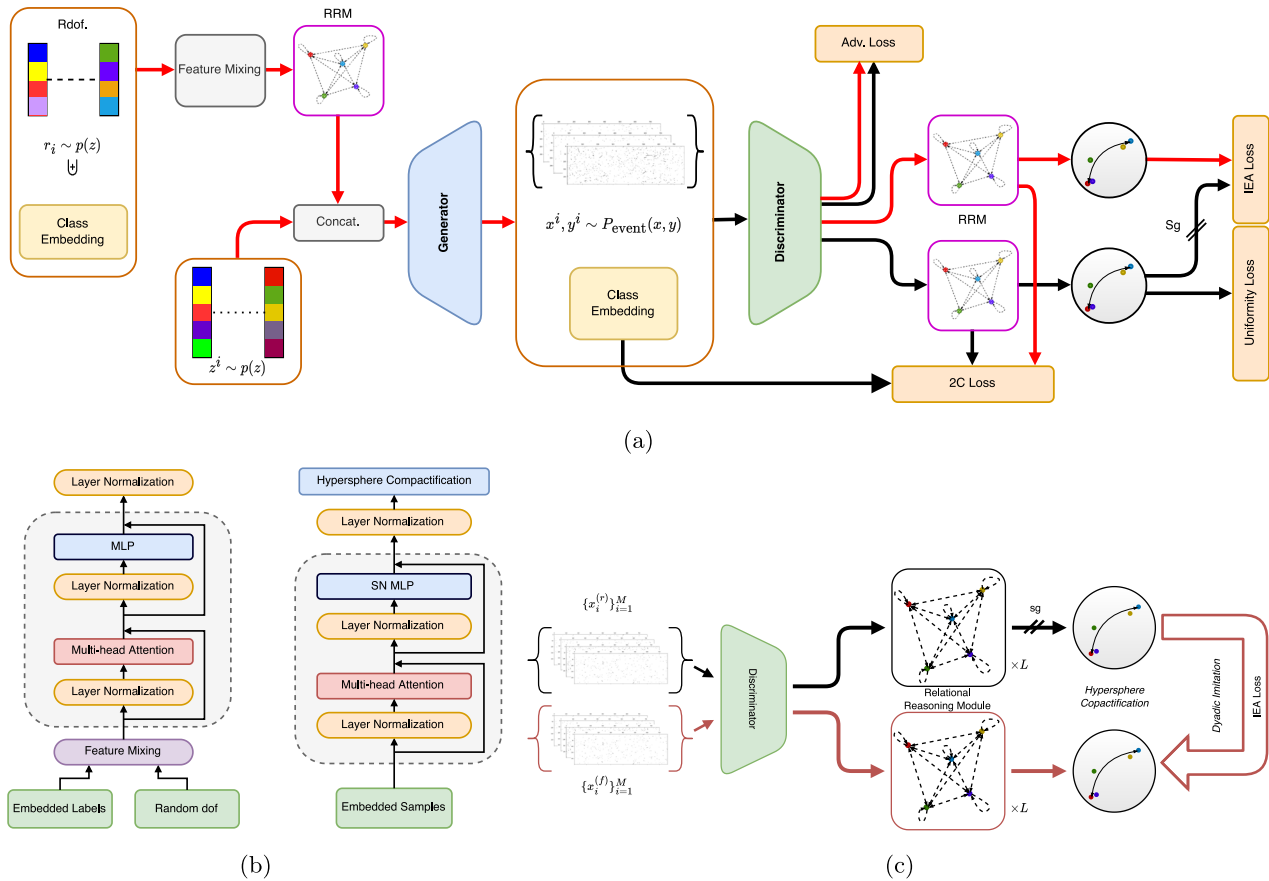 Rdof.
r_i ∼ p(z)
⊎
Class
Embedding
Feature Mixing
RRM
Concat.
z^i ∼ p(z)
Generator
x^i, y^i ∼ P_event(x, y)
Class
Embedding
Discriminator
Adv. Loss
RRM
2C Loss
Sg
IEA Loss
Uniformity Loss
(a)
Layer Normalization
MLP
Layer Normalization
Multi-head Attention
Layer Normalization
Feature Mixing
Embedded Labels
Random dof
Hypersphere Compactification
Layer Normalization
SN MLP
Layer Normalization
Multi-head Attention
Layer Normalization
Embedded Samples
(b)
{x_i^{(r)}}_{i=1}^M
{x_i^{(f)}}_{i=1}^M
Discriminator
×L
Relational
Reasoning Module
×L
sg
Hypersphere
Copactification
Dyadic Imitation
IEA Loss
(c)